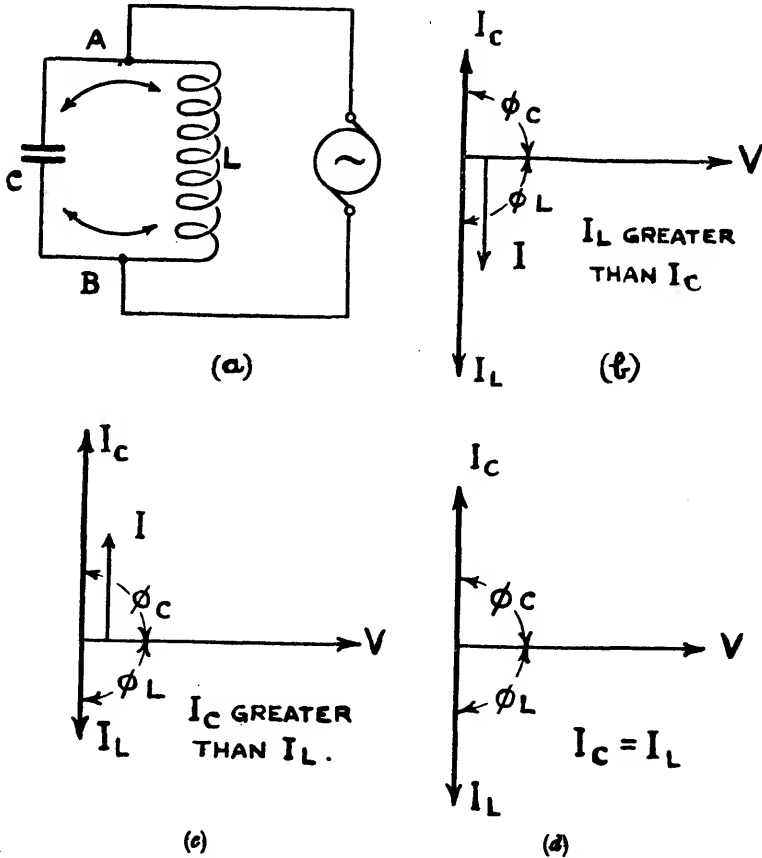 A
C
L
~
B
(a)
I_C
ϕ_C
V
ϕ_L
I
I_L GREATER
THAN I_C
I_L
(b)
I_C
I
ϕ_C
V
ϕ_L
I_C GREATER
THAN I_L.
I_L
(c)
I_C
ϕ_C
V
ϕ_L
I_C = I_L
I_L
(d)